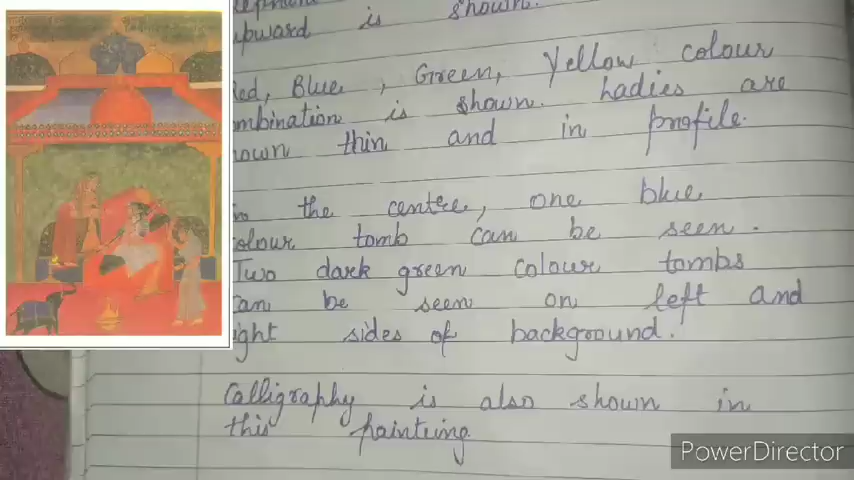 upward is shown.
Red, Blue, Green, Yellow colour
combination is shown. Ladies are
shown thin and in profile.
In the centre, one blue
colour tomb can be seen.
Two dark green colour tombs
can be seen on left and
right sides of background.
Calligraphy is also shown in
this painting
PowerDirector